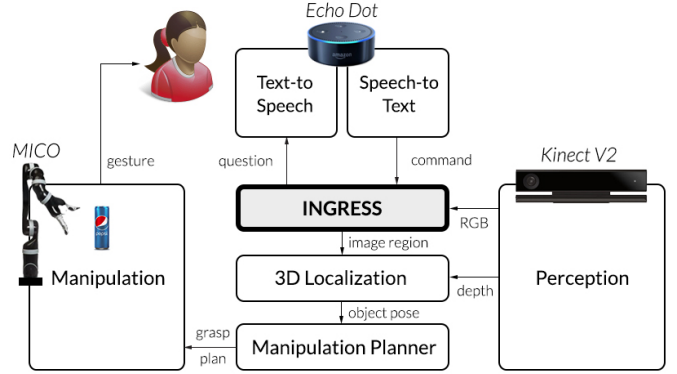 Echo Dot
Text-to
Speech
Speech-to
Text
MICO
gesture
question
command
Kinect V2
INGRESS
RGB
image region
Manipulation
3D Localization
Perception
depth
object pose
grasp
plan
Manipulation Planner
amazon
pepsi